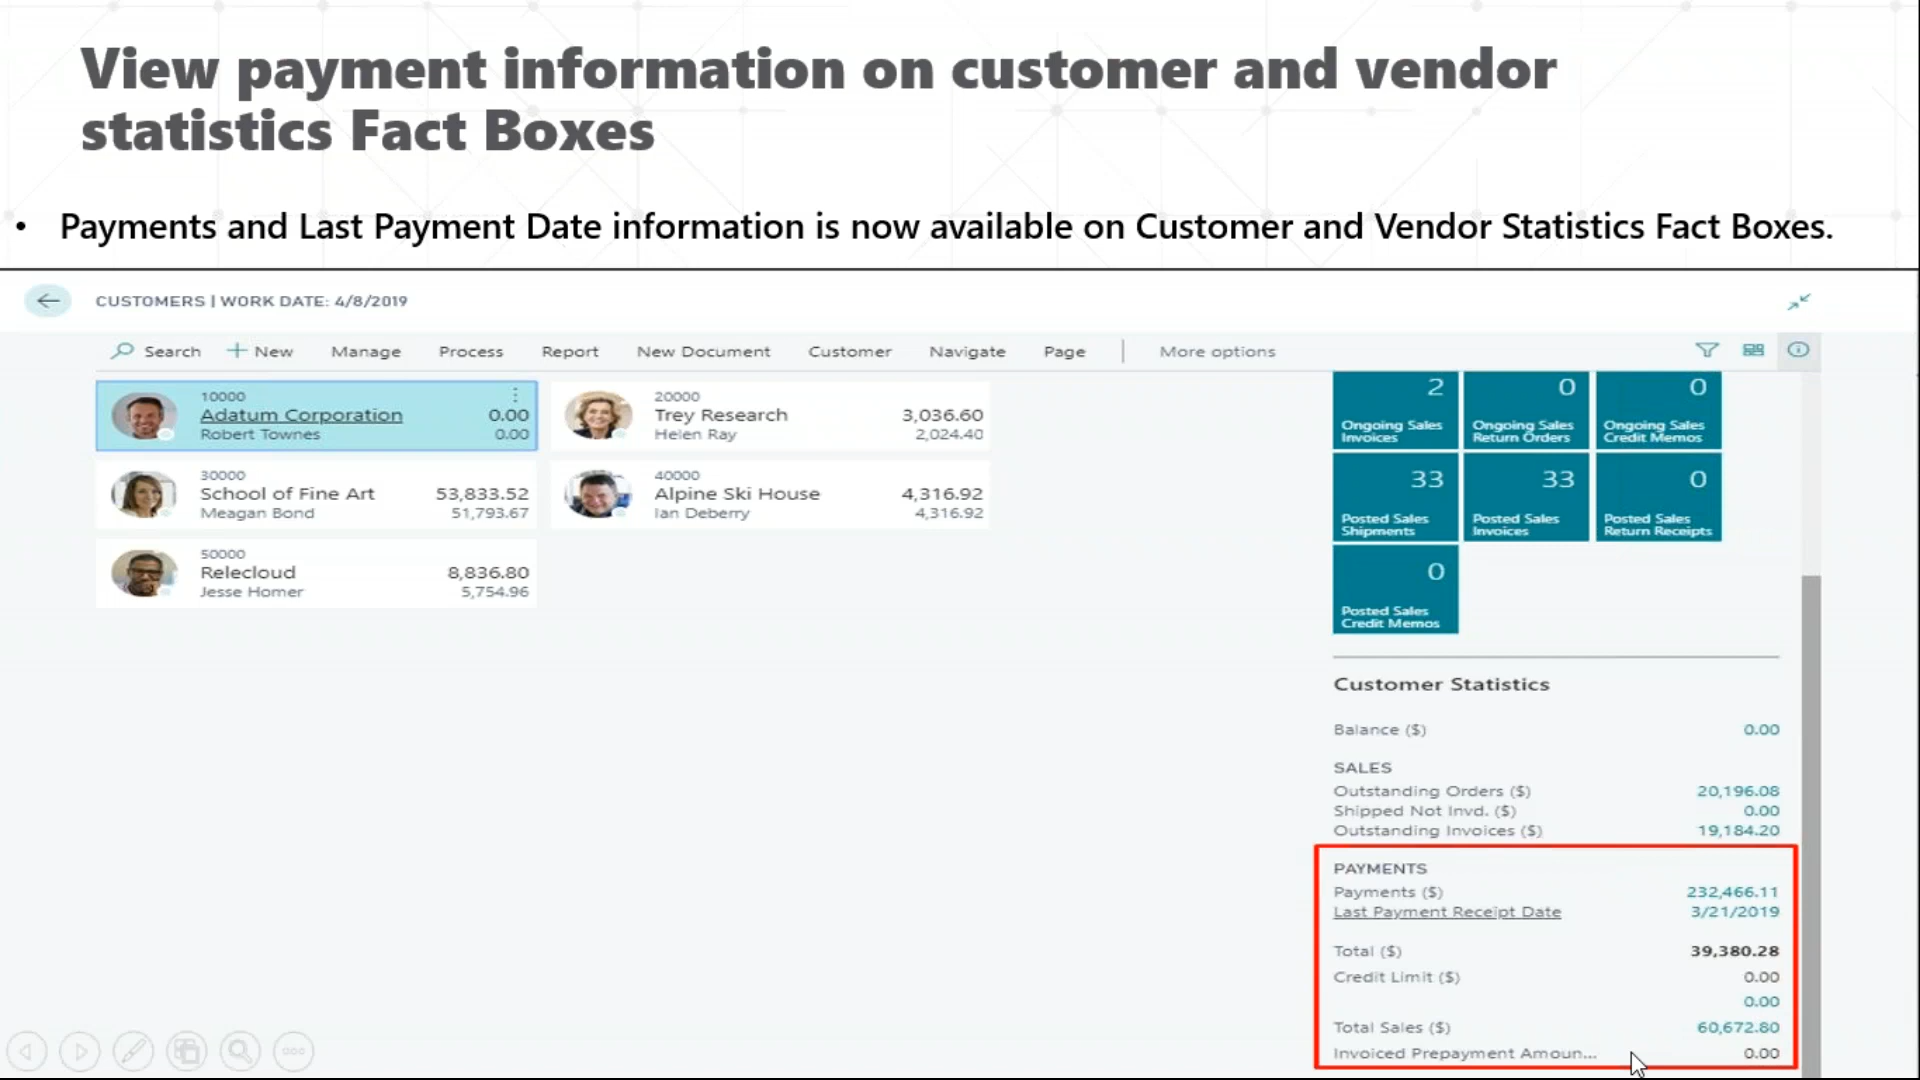 View payment information on customer and vendor
statistics Fact Boxes
• Payments and Last Payment Date information is now available on Customer and Vendor Statistics Fact Boxes.
CUSTOMERS | WORK DATE: 4/8/2019
Search + New Manage Process Report New Document Customer Navigate Page | More options
10000
Adatum Corporation 0.00
Robert Townes 0.00
20000
Trey Research 3,036.60
Helen Ray 2,024.40
30000
School of Fine Art 53,833.52
Meagan Bond 51,793.67
40000
Alpine Ski House 4,316.92
Ian Deberry 4,316.92
50000
Relecloud 8,836.80
Jesse Homer 5,754.96
2
Ongoing Sales
Invoices
0
Ongoing Sales
Return Orders
0
Ongoing Sales
Credit Memos
33
Posted Sales
Shipments
33
Posted Sales
Invoices
0
Posted Sales
Return Receipts
0
Posted Sales
Credit Memos
Customer Statistics
Balance ($) 0.00
SALES
Outstanding Orders ($) 20,196.08
Shipped Not Invd. ($) 0.00
Outstanding Invoices ($) 19,184.20
PAYMENTS
Payments ($) 232,466.11
Last Payment Receipt Date 3/21/2019
Total ($) 39,380.28
Credit Limit ($) 0.00
0.00
Total Sales ($) 60,672.80
Invoiced Prepayment Amoun... 0.00